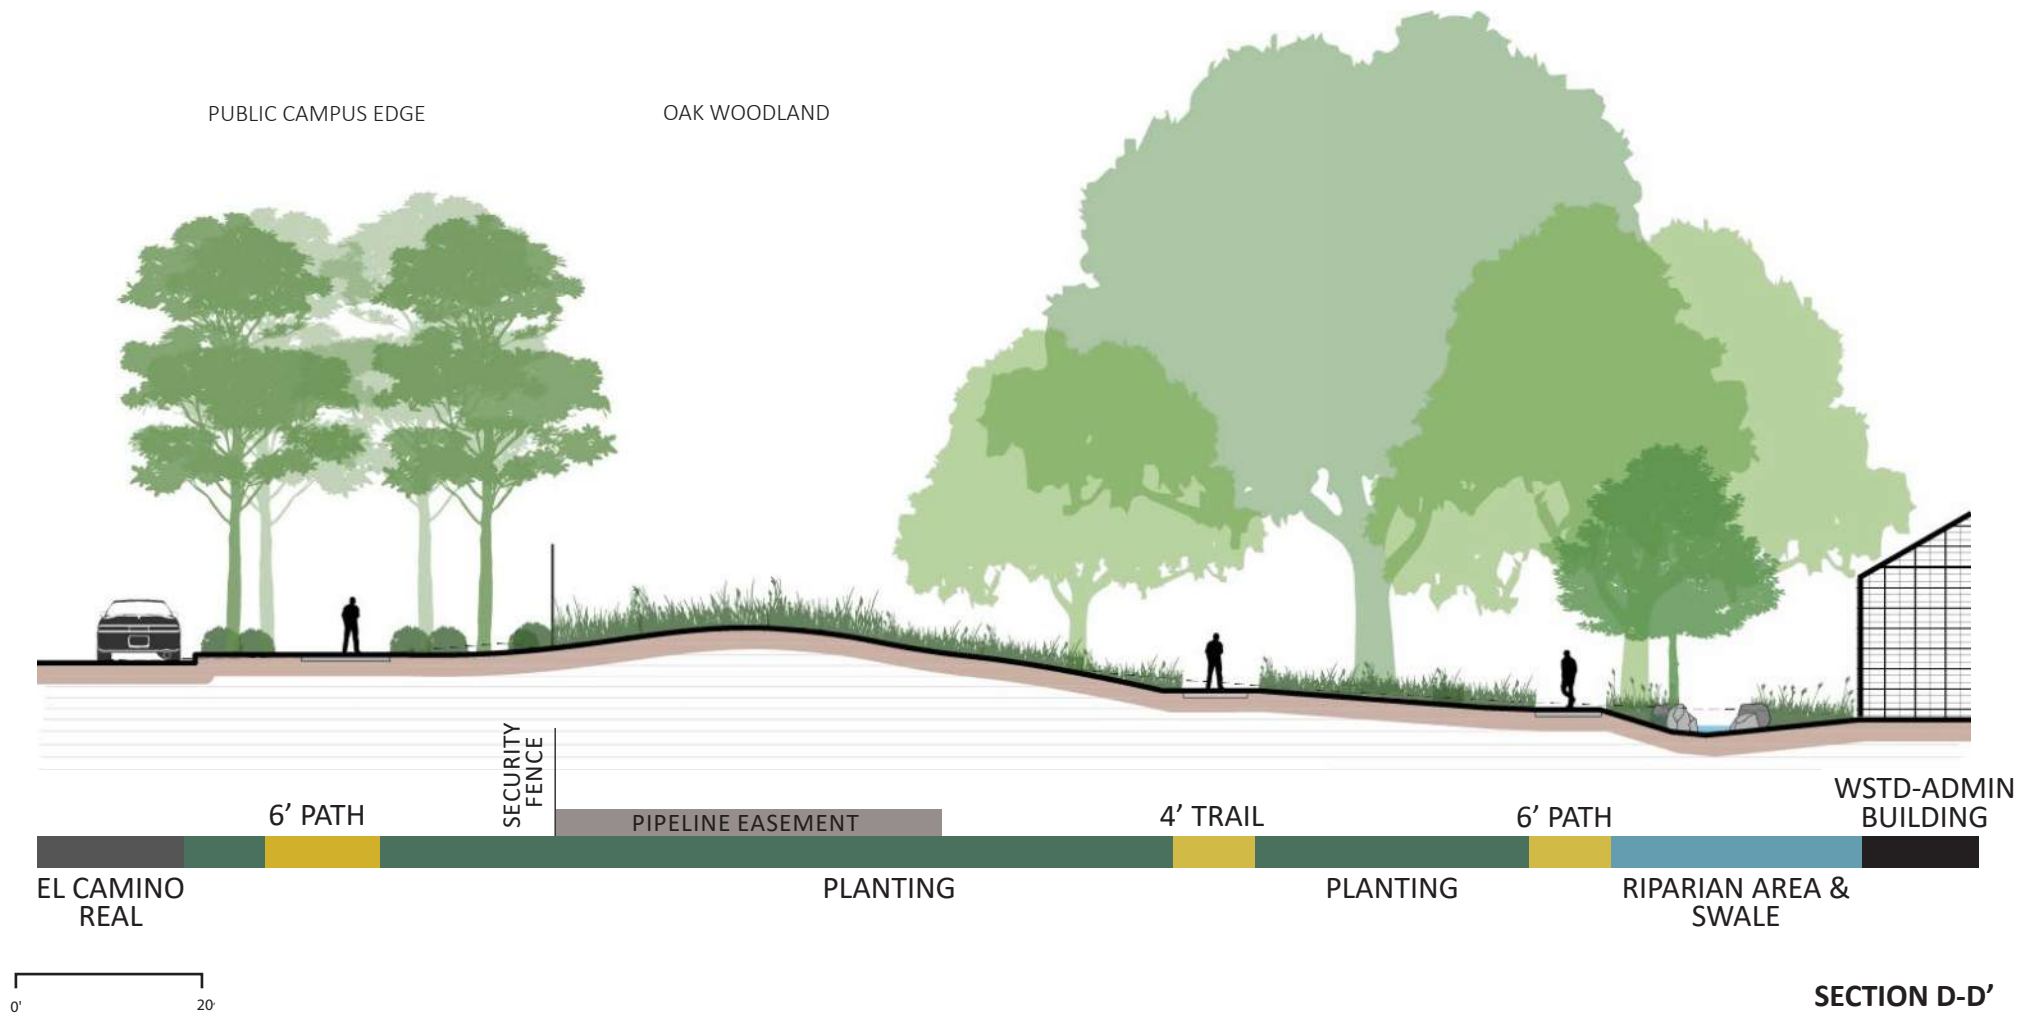 PUBLIC CAMPUS EDGE
OAK WOODLAND
SECURITY
FENCE
6’ PATH
PIPELINE EASEMENT
4’ TRAIL
6’ PATH
WSTD-ADMIN
BUILDING
EL CAMINO
REAL
PLANTING
PLANTING
RIPARIAN AREA &
SWALE
0'
20'
SECTION D-D’